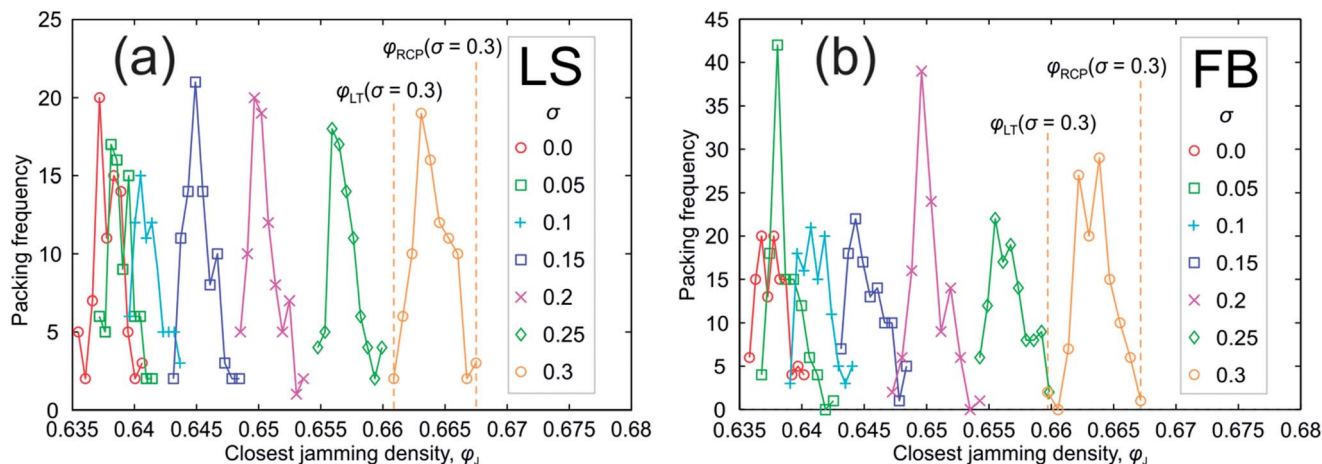 (a)
LS
Packing frequency
25
20
15
10
5
0
0.635 0.64 0.645 0.65 0.655 0.66 0.665 0.67 0.675 0.68
Closest jamming density, φJ
φLT(σ = 0.3)
φRCP(σ = 0.3)
σ
0.0
0.05
0.1
0.15
0.2
0.25
0.3
(b)
FB
Packing frequency
45
40
35
30
25
20
15
10
5
0
0.635 0.64 0.645 0.65 0.655 0.66 0.665 0.67 0.675 0.68
Closest jamming density, φJ
φLT(σ = 0.3)
φRCP(σ = 0.3)
σ
0.0
0.05
0.1
0.15
0.2
0.25
0.3